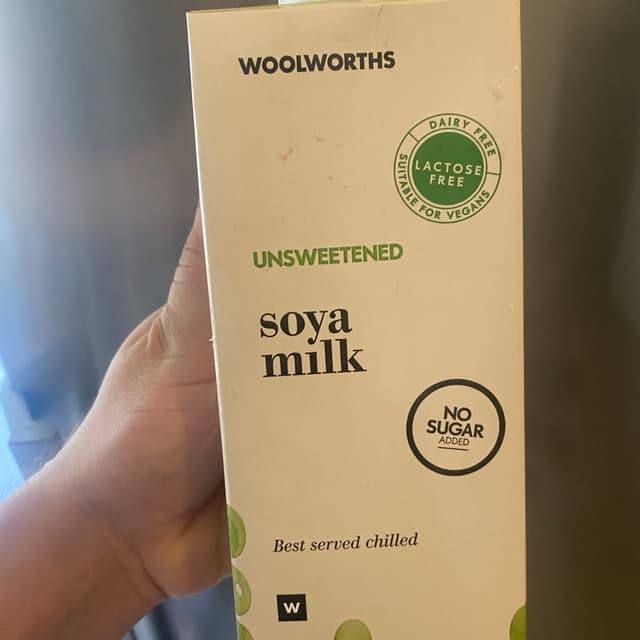 WOOLWORTHS
DAIRY FREE
LACTOSE
FREE
SUITABLE FOR VEGANS
UNSWEETENED
soya
milk
NO
SUGAR
ADDED
Best served chilled
W